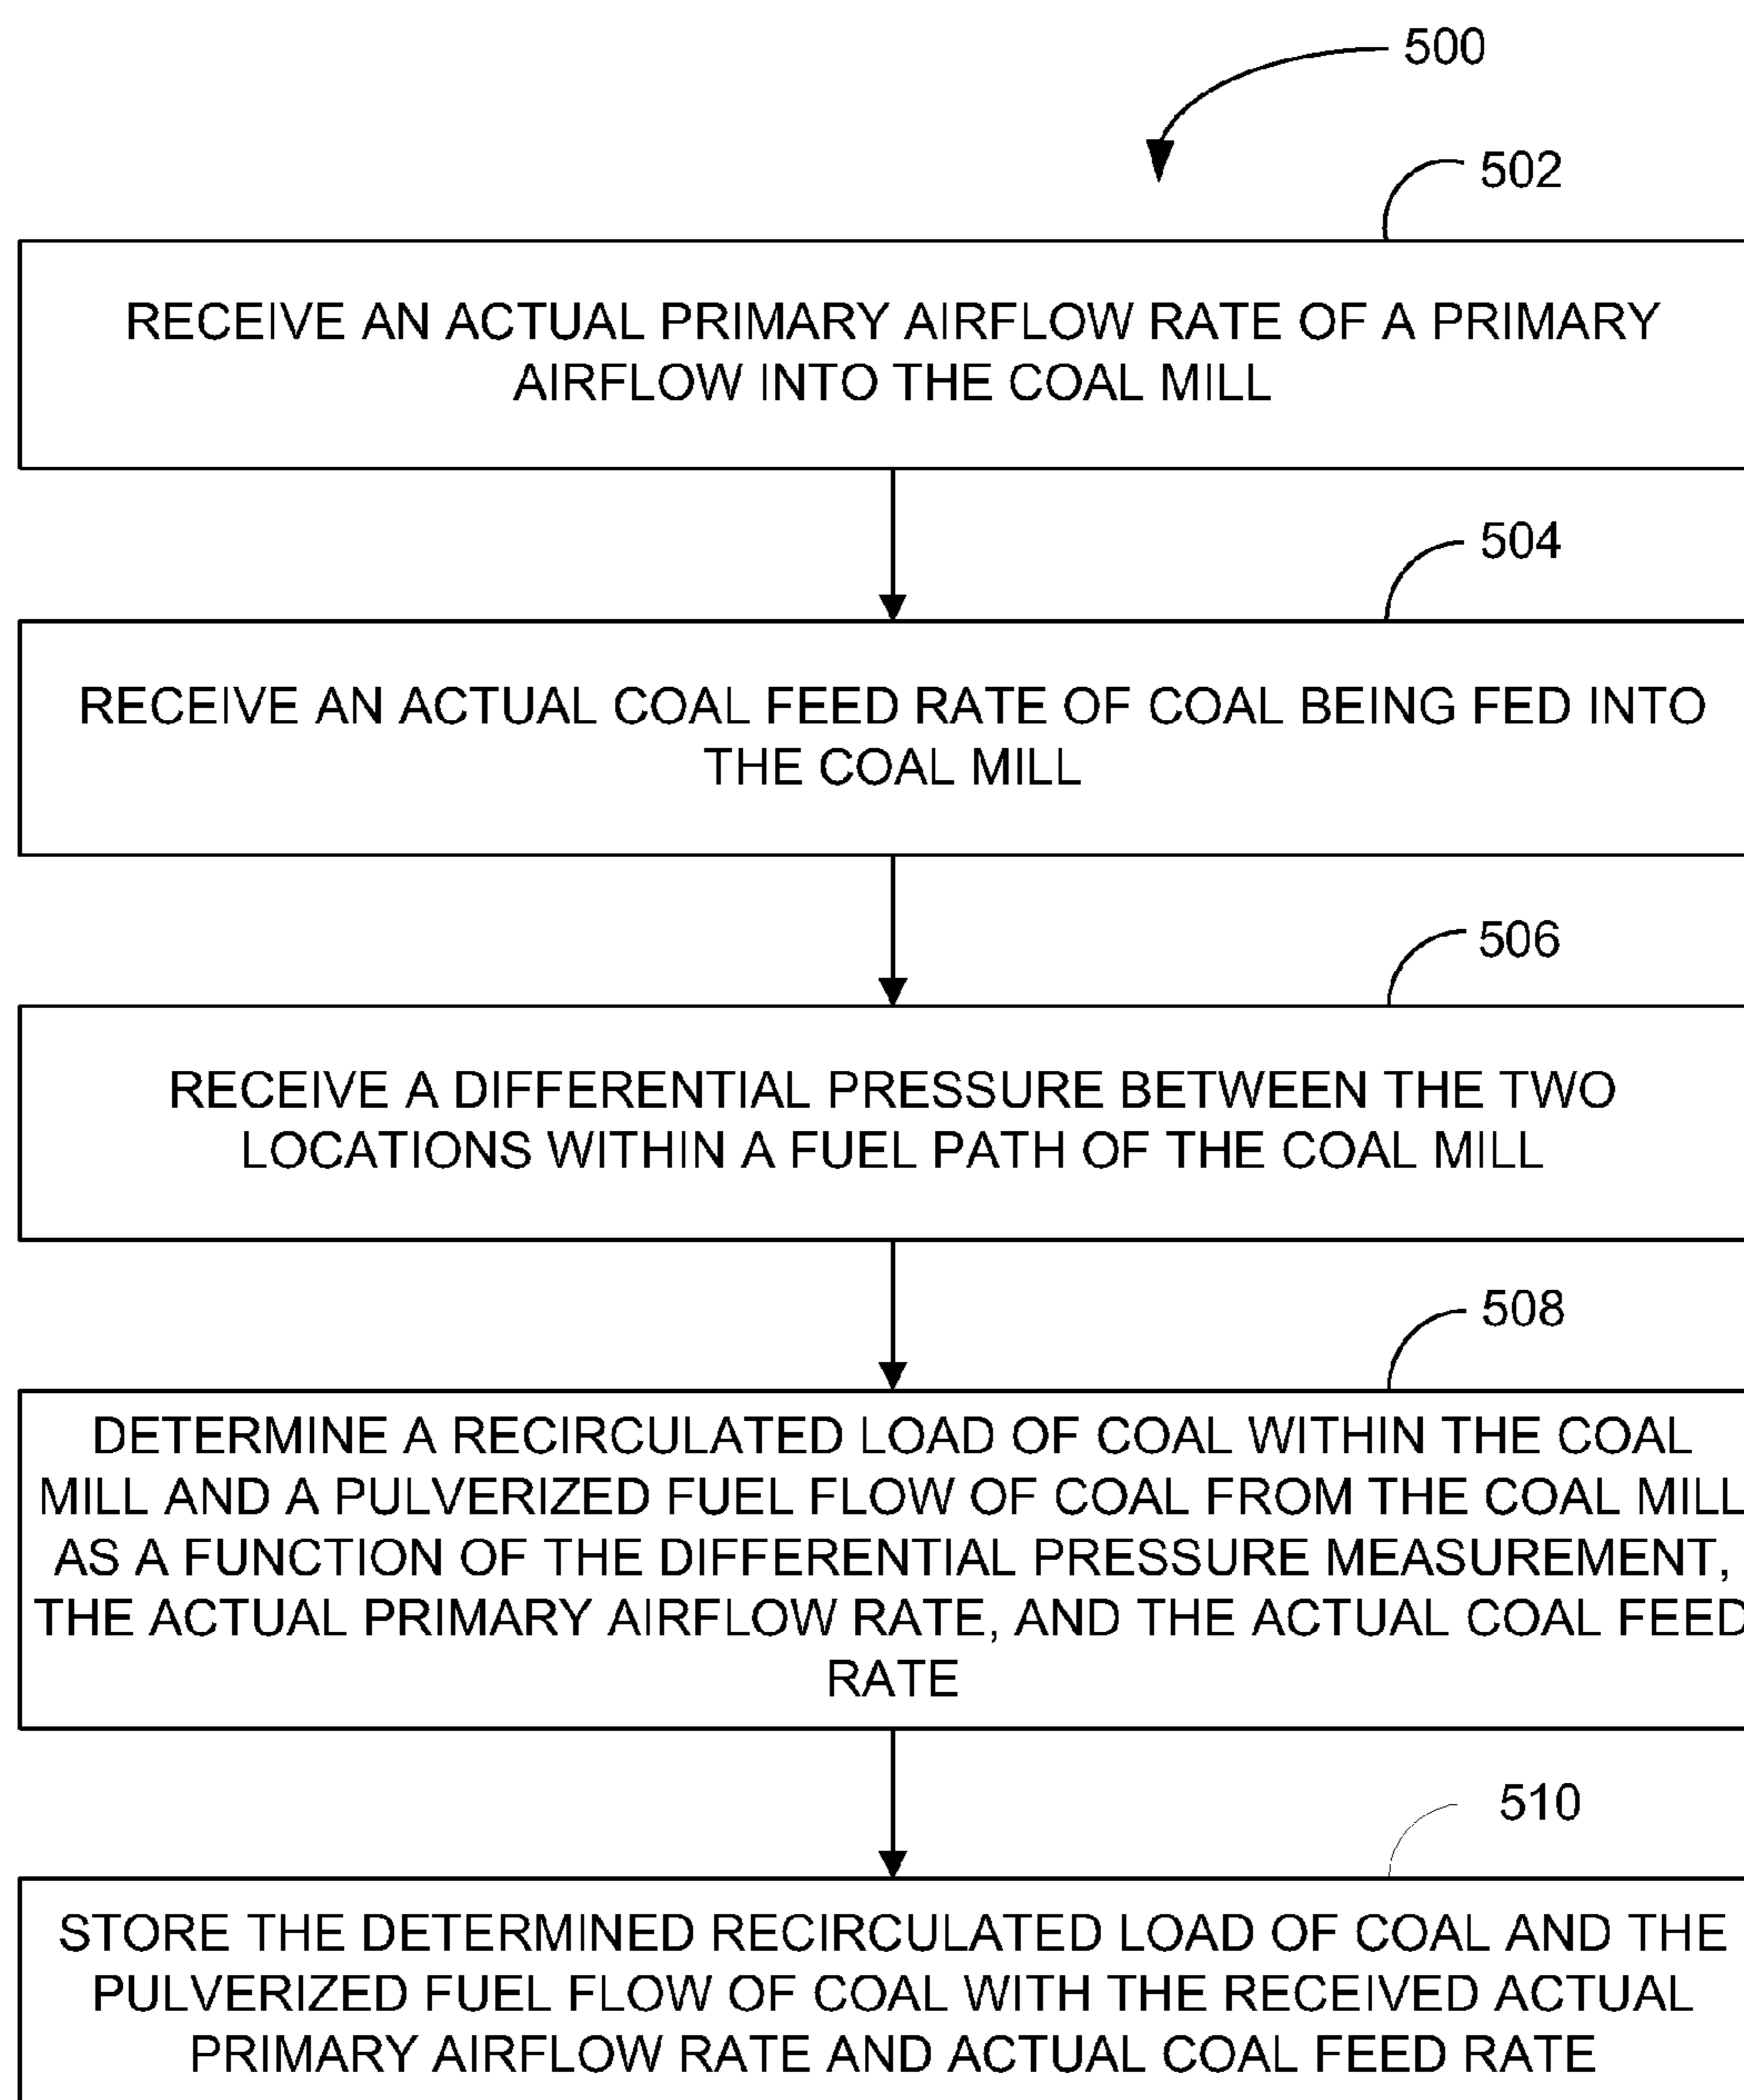 500
502
RECEIVE AN ACTUAL PRIMARY AIRFLOW RATE OF A PRIMARY
AIRFLOW INTO THE COAL MILL
504
RECEIVE AN ACTUAL COAL FEED RATE OF COAL BEING FED INTO
THE COAL MILL
506
RECEIVE A DIFFERENTIAL PRESSURE BETWEEN THE TWO
LOCATIONS WITHIN A FUEL PATH OF THE COAL MILL
508
DETERMINE A RECIRCULATED LOAD OF COAL WITHIN THE COAL
MILL AND A PULVERIZED FUEL FLOW OF COAL FROM THE COAL MILL
AS A FUNCTION OF THE DIFFERENTIAL PRESSURE MEASUREMENT,
THE ACTUAL PRIMARY AIRFLOW RATE, AND THE ACTUAL COAL FEED
RATE
510
STORE THE DETERMINED RECIRCULATED LOAD OF COAL AND THE
PULVERIZED FUEL FLOW OF COAL WITH THE RECEIVED ACTUAL
PRIMARY AIRFLOW RATE AND ACTUAL COAL FEED RATE